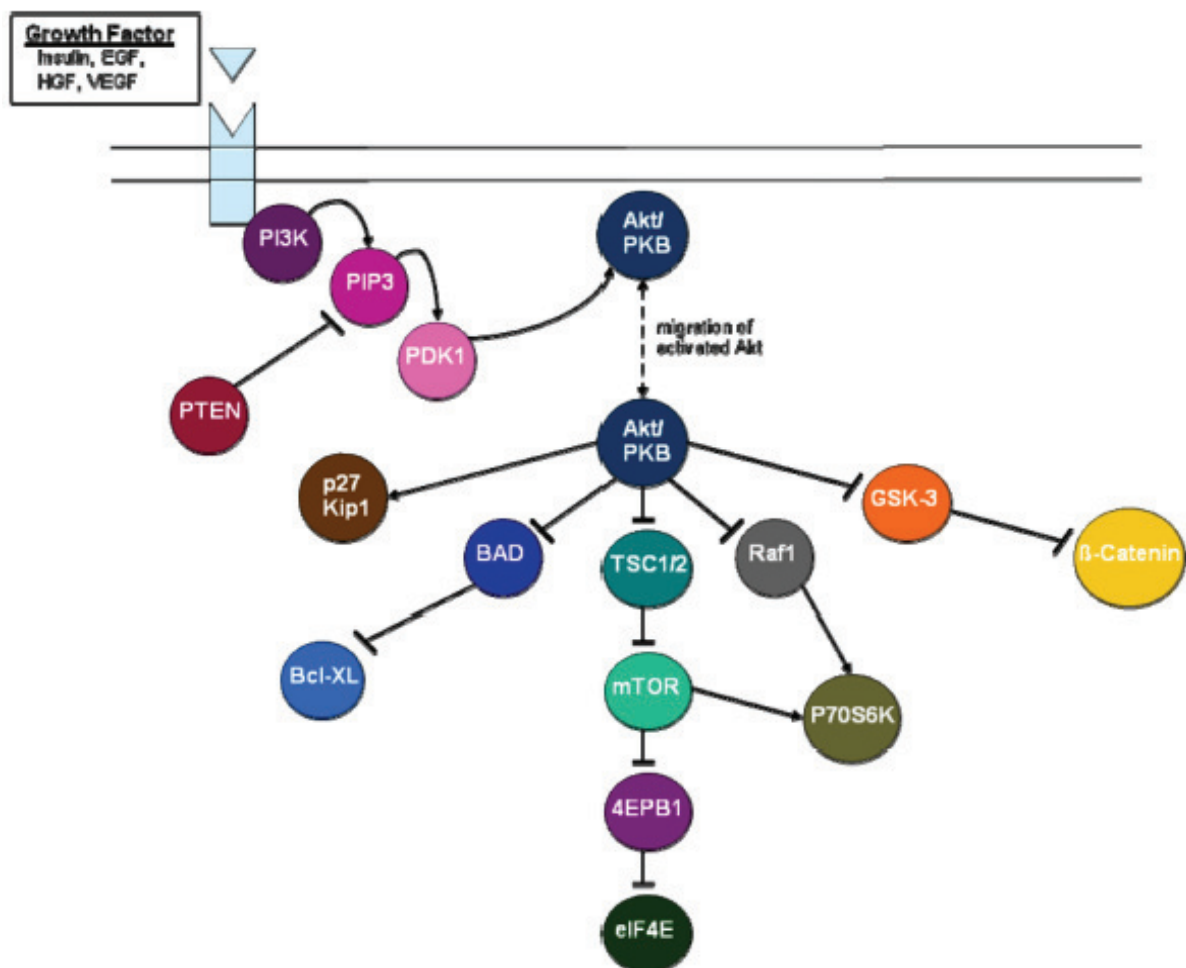 Growth Factor
Insulin, EGF,
HGF, VEGF
Akt/
PKB
PI3K
PIP3
migration of
activated Akt
PDK1
PTEN
Akt/
PKB
p27
Kip1
GSK-3
BAD
TSC1/2
Raf1
ß-Catenin
Bcl-XL
mTOR
P70S6K
4EPB1
eIF4E